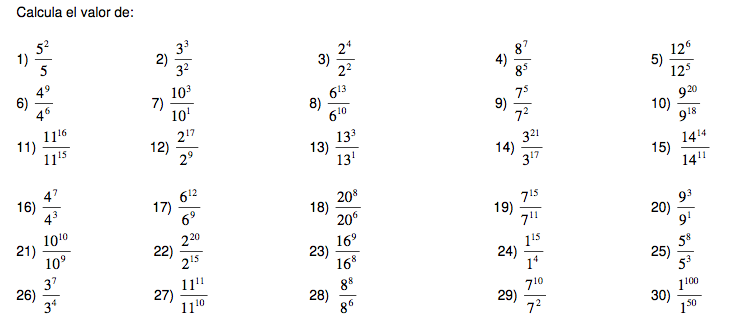 Calcula el valor de:
1) 5²/5 2) 3³/3² 3) 2⁴/2² 4) 8⁷/8⁵ 5) 12⁶/12⁵
6) 4⁹/4⁶ 7) 10³/10¹ 8) 6¹³/6¹⁰ 9) 7⁵/7² 10) 9²⁰/9¹⁸
11) 11¹⁶/11¹⁵ 12) 2¹⁷/2⁹ 13) 13³/13¹ 14) 3²¹/3¹⁷ 15) 14¹⁴/14¹¹
16) 4⁷/4³ 17) 6¹²/6⁹ 18) 20⁸/20⁶ 19) 7¹⁵/7¹¹ 20) 9³/9¹
21) 10¹⁰/10⁹ 22) 2²⁰/2¹⁵ 23) 16⁹/16⁸ 24) 1¹⁵/1⁴ 25) 5⁸/5³
26) 3⁷/3⁴ 27) 11¹¹/11¹⁰ 28) 8⁸/8⁶ 29) 7¹⁰/7² 30) 1¹⁰⁰/1⁵⁰